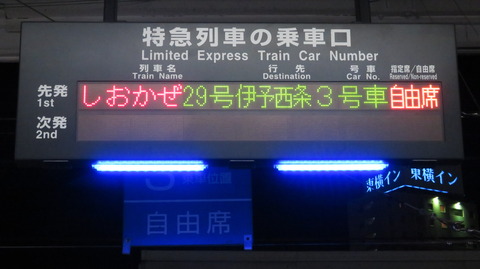 特急列車の乗車口
Limited Express Train Car Number
列車名 行先 号車 指定席/自由席
Train Name Destination Car No. Reserved/Non-reserved
先発 しおかぜ29号伊予西条3号車自由席
1st
次発
2nd
位置
自由席
東横イン 東横イン